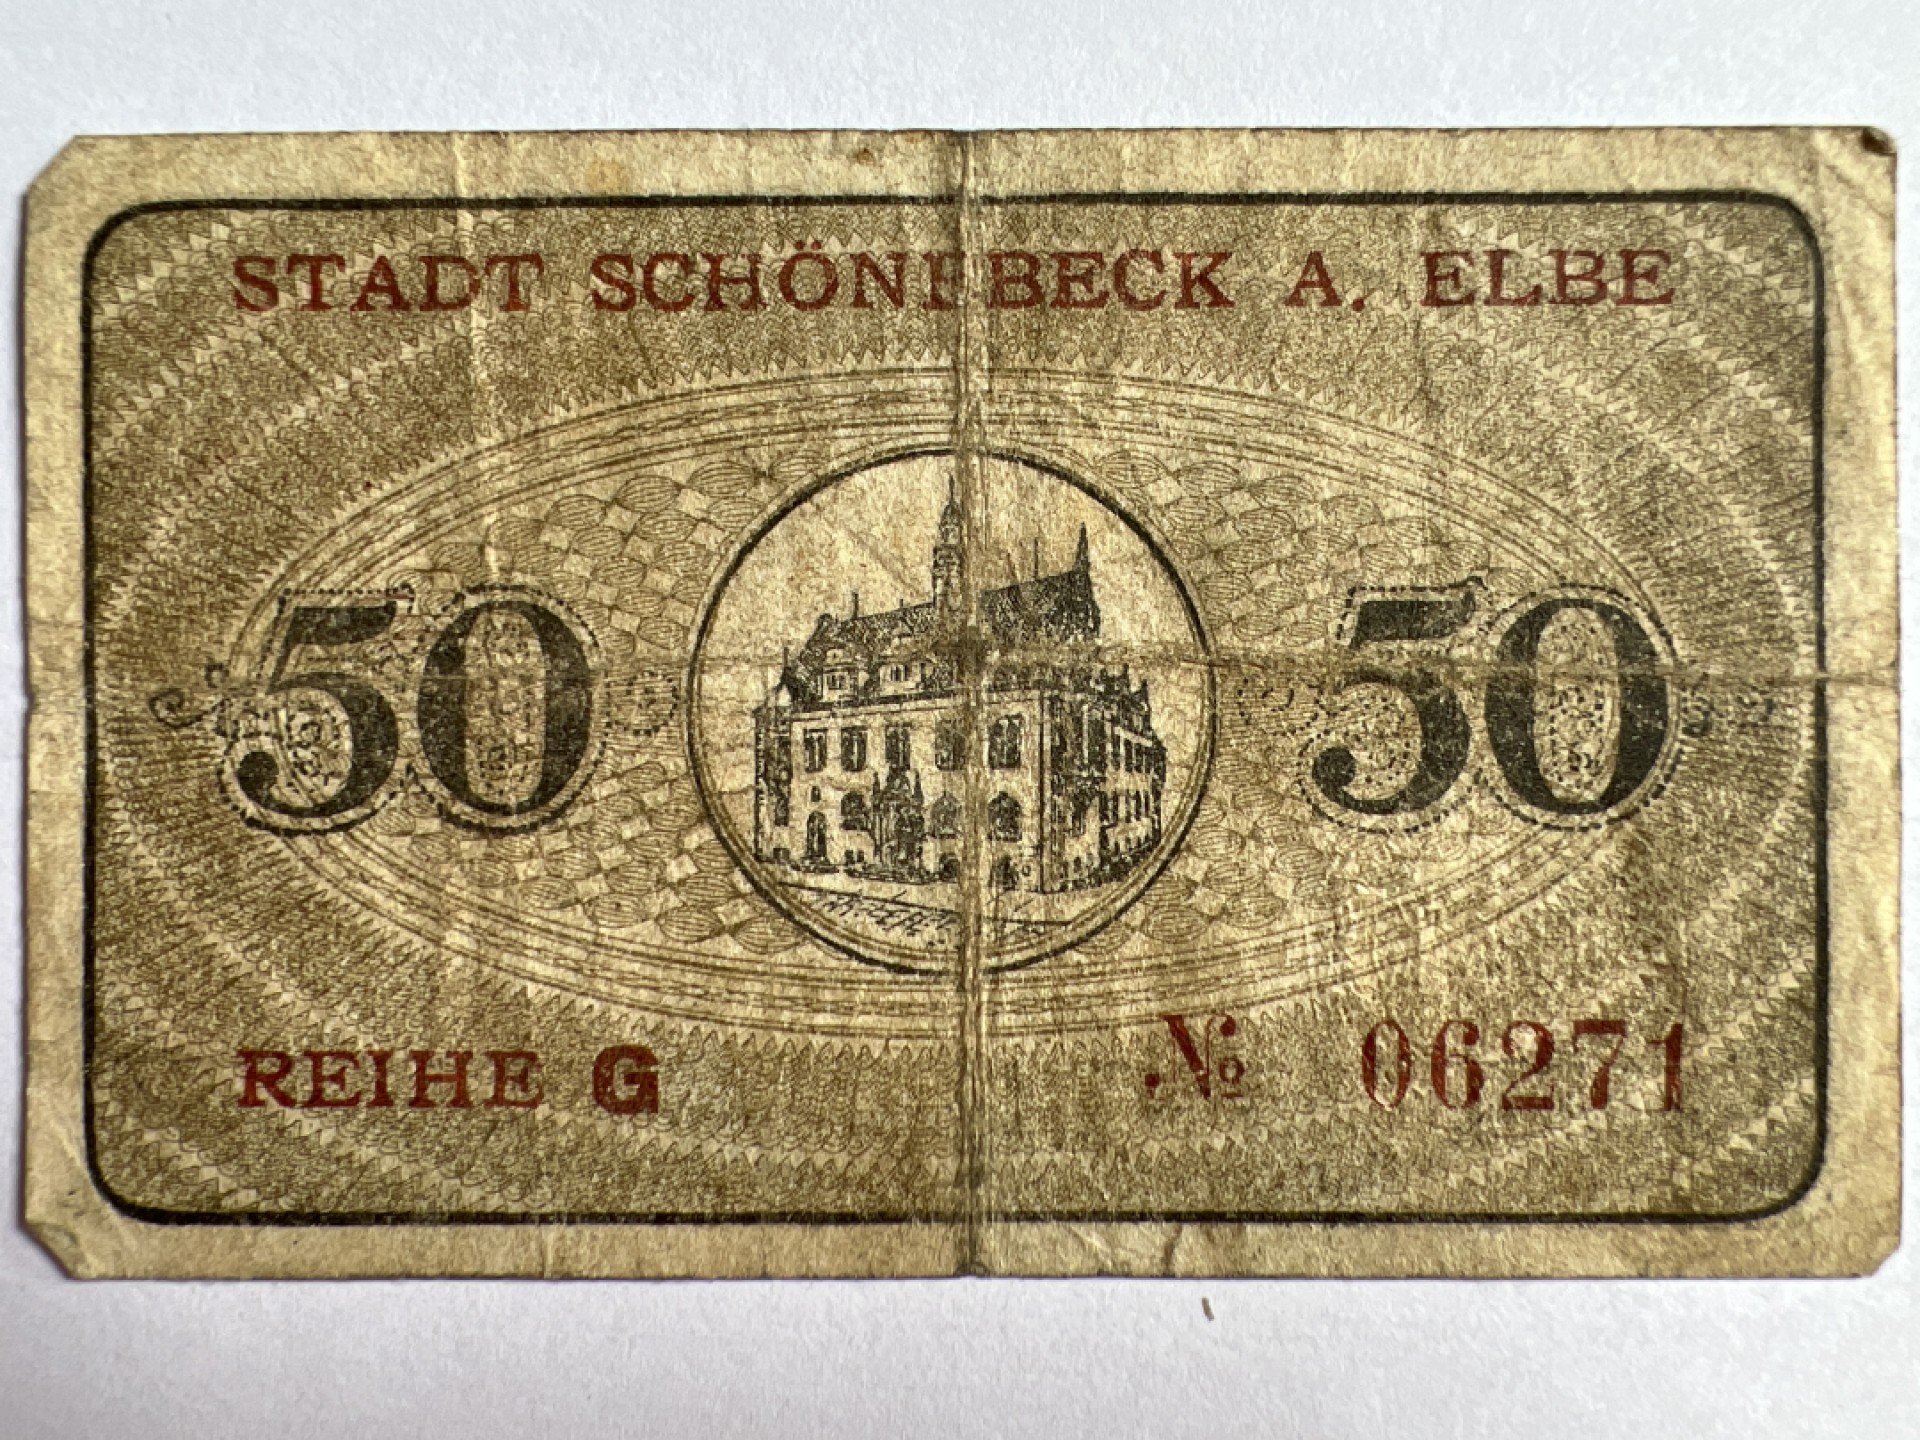 STADT SCHÖNEBECK A. ELBE
50 50
REIHE G № 06271